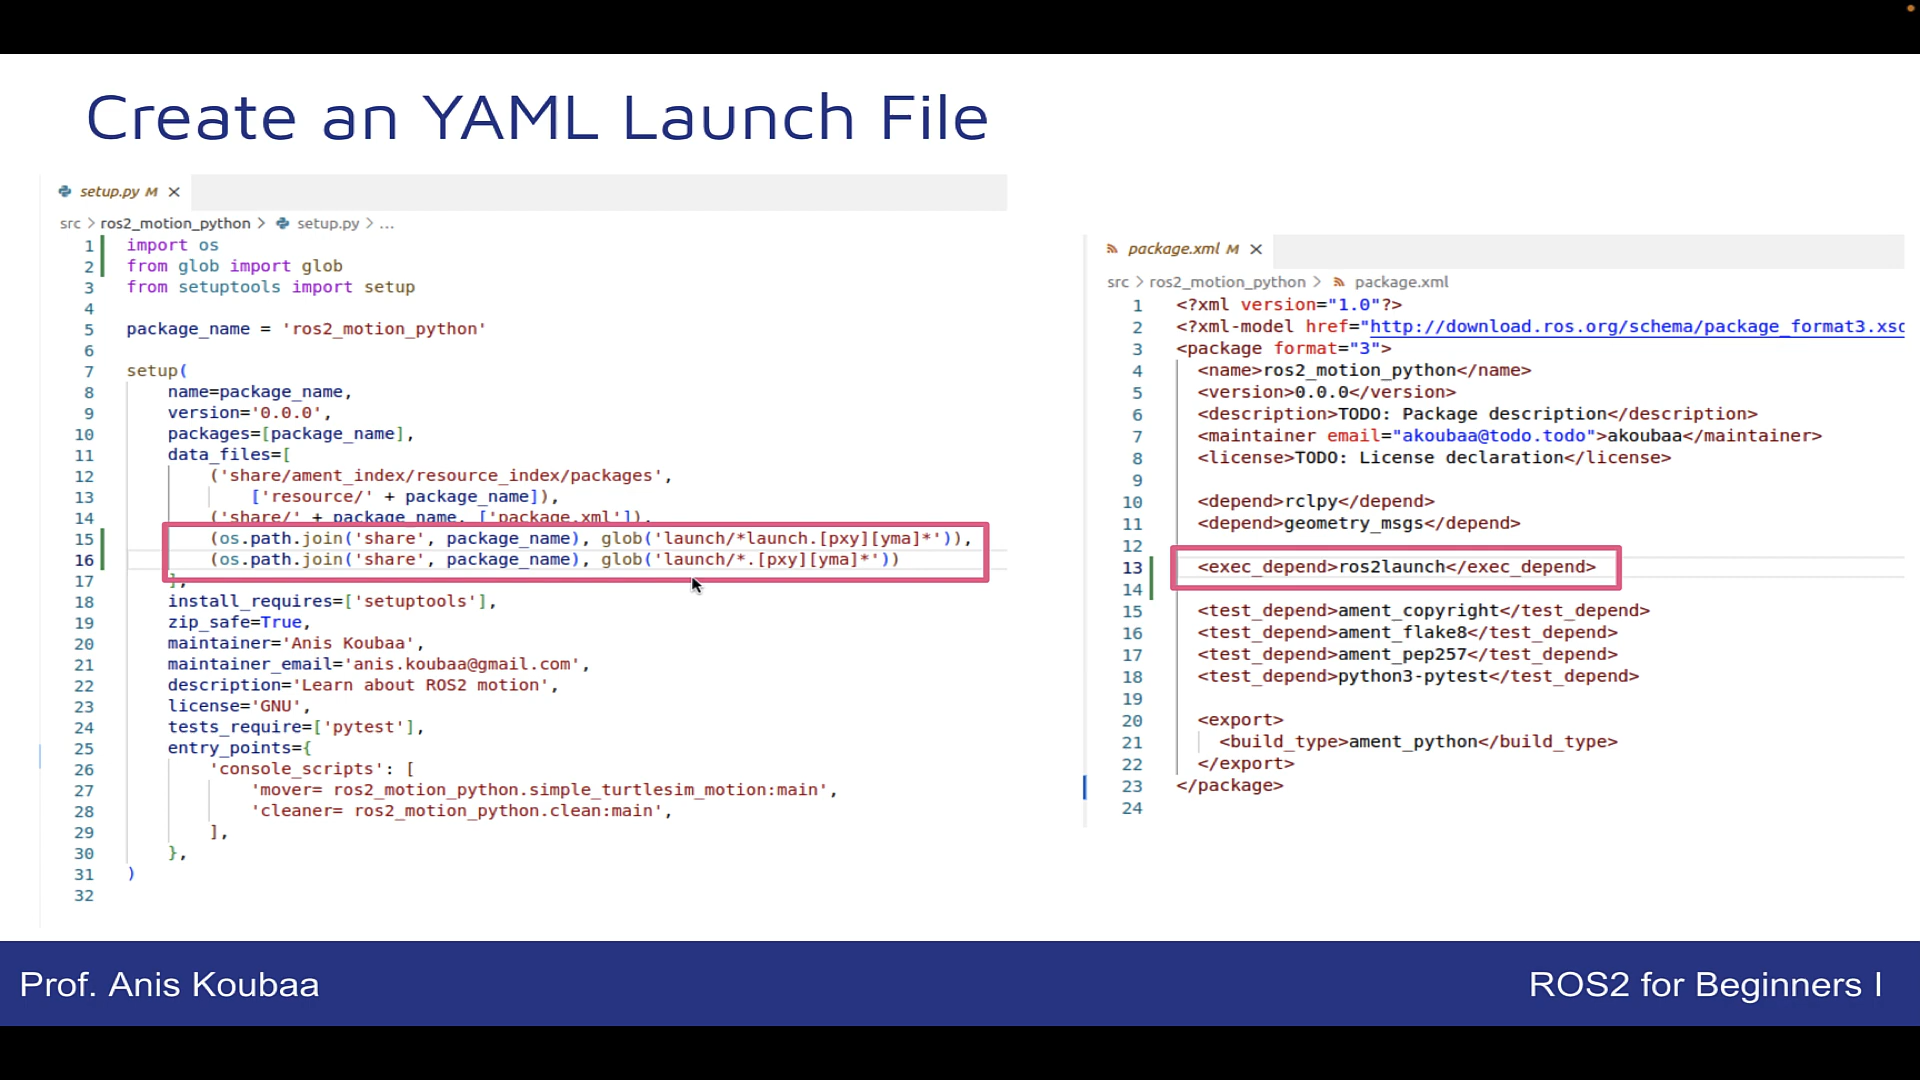 Create an YAML Launch File
setup.py M
src > ros2_motion_python > setup.py > ...
1 import os
2 from glob import glob
3 from setuptools import setup
4
5 package_name = 'ros2_motion_python'
6
7 setup(
8 name=package_name,
9 version='0.0.0',
10 packages=[package_name],
11 data_files=[
12 ('share/ament_index/resource_index/packages',
13 ['resource/' + package_name]),
14 ('share/' + package_name, ['package.xml']),
15 (os.path.join('share', package_name), glob('launch/*launch.[pxy][yma]*')),
16 (os.path.join('share', package_name), glob('launch/*.[pxy][yma]*'))
17 ],
18 install_requires=['setuptools'],
19 zip_safe=True,
20 maintainer='Anis Koubaa',
21 maintainer_email='anis.koubaa@gmail.com',
22 description='Learn about ROS2 motion',
23 license='GNU',
24 tests_require=['pytest'],
25 entry_points={
26 'console_scripts': [
27 'mover= ros2_motion_python.simple_turtlesim_motion:main',
28 'cleaner= ros2_motion_python.clean:main',
29 ],
30 },
31 )
32
package.xml M
src > ros2_motion_python > package.xml
1 <?xml version="1.0"?>
2 <?xml-model href="http://download.ros.org/schema/package_format3.xsd
3 <package format="3">
4 <name>ros2_motion_python</name>
5 <version>0.0.0</version>
6 <description>TODO: Package description</description>
7 <maintainer email="akoubaa@todo.todo">akoubaa</maintainer>
8 <license>TODO: License declaration</license>
9
10 <depend>rclpy</depend>
11 <depend>geometry_msgs</depend>
12
13 <exec_depend>ros2launch</exec_depend>
14
15 <test_depend>ament_copyright</test_depend>
16 <test_depend>ament_flake8</test_depend>
17 <test_depend>ament_pep257</test_depend>
18 <test_depend>python3-pytest</test_depend>
19
20 <export>
21 <build_type>ament_python</build_type>
22 </export>
23 </package>
24
Prof. Anis Koubaa
ROS2 for Beginners I